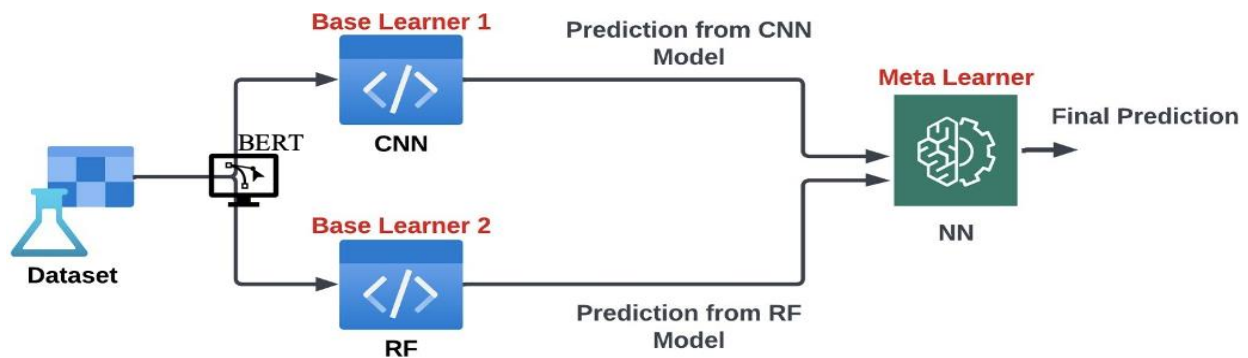 Base Learner 1
Prediction from CNN
Model
Meta Learner
Final Prediction
BERT
CNN
Base Learner 2
NN
Dataset
Prediction from RF
Model
RF